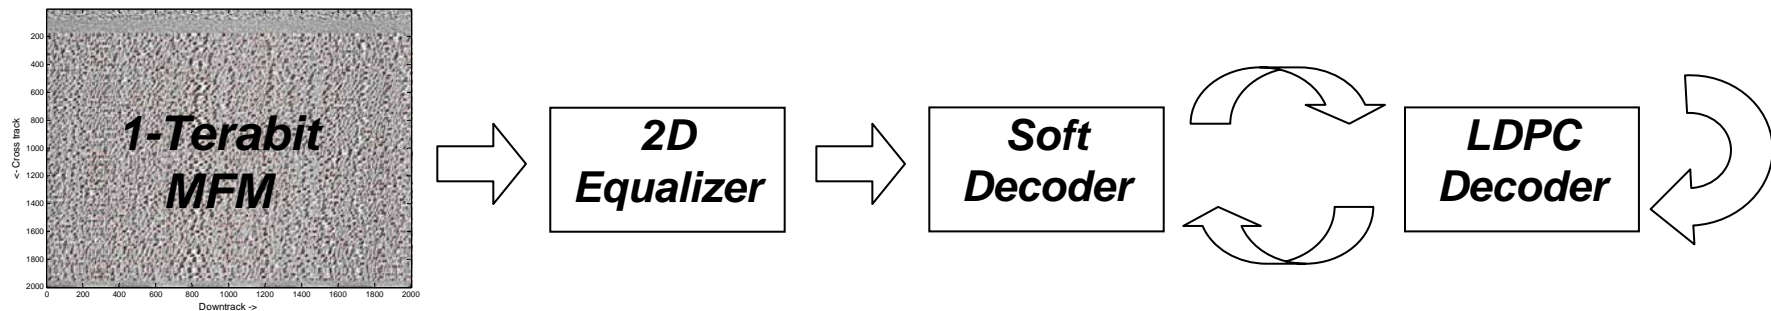 200
400
600
800
1000
1200
1400
1600
1800
2000
<- Cross track
0 200 400 600 800 1000 1200 1400 1600 1800 2000
Downtrack ->
1-Terabit
MFM
2D
Equalizer
Soft
Decoder
LDPC
Decoder